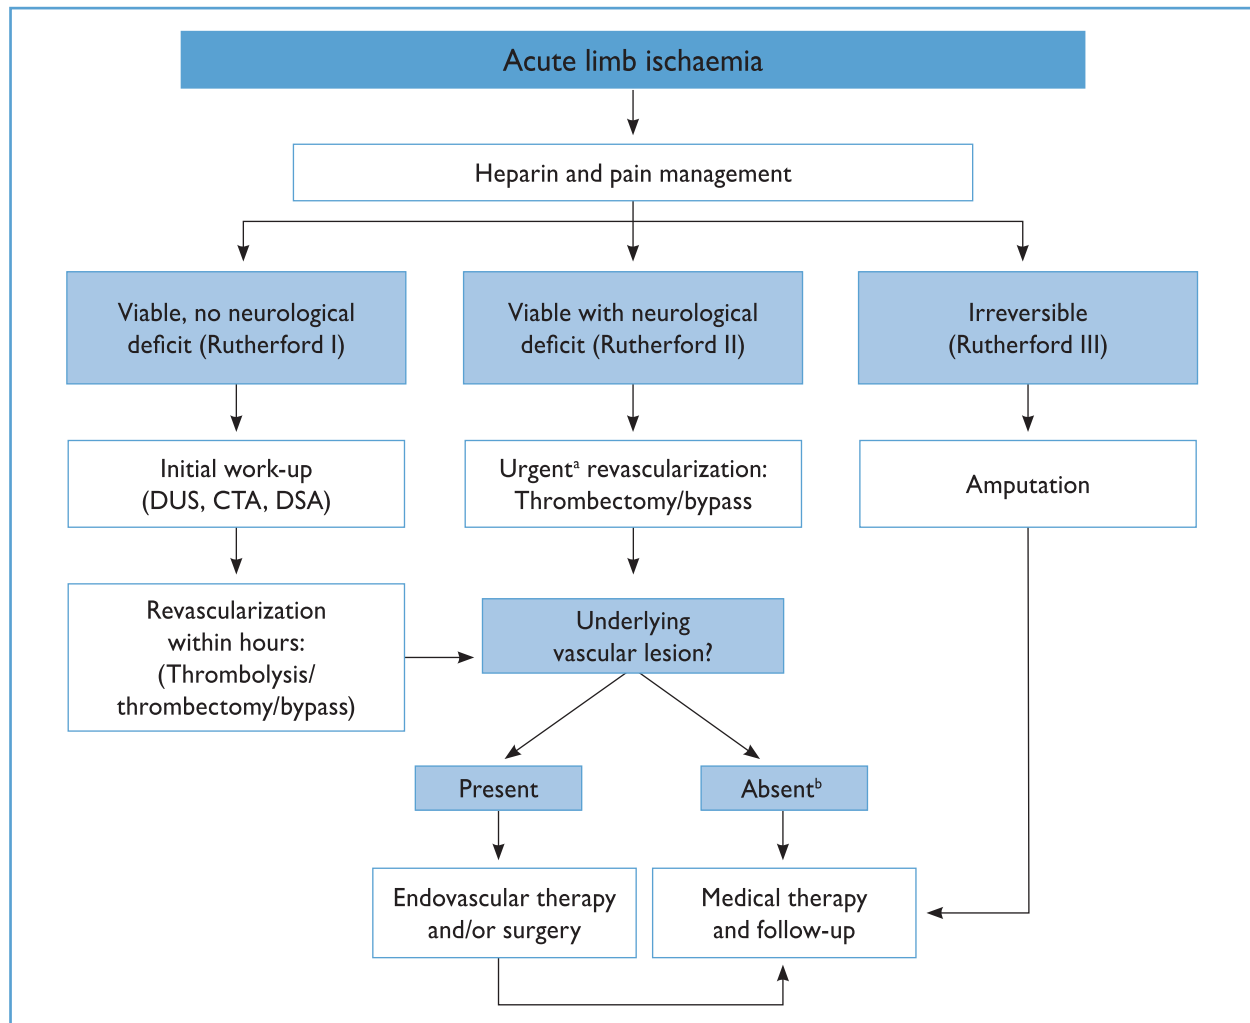 Acute limb ischaemia
Heparin and pain management
Viable, no neurological
deficit (Rutherford I)
Viable with neurological
deficit (Rutherford II)
Irreversible
(Rutherford III)
Initial work-up
(DUS, CTA, DSA)
Urgentᵃ revascularization:
Thrombectomy/bypass
Amputation
Revascularization
within hours:
(Thrombolysis/
thrombectomy/bypass)
Underlying
vascular lesion?
Present
Absentᵇ
Endovascular therapy
and/or surgery
Medical therapy
and follow-up